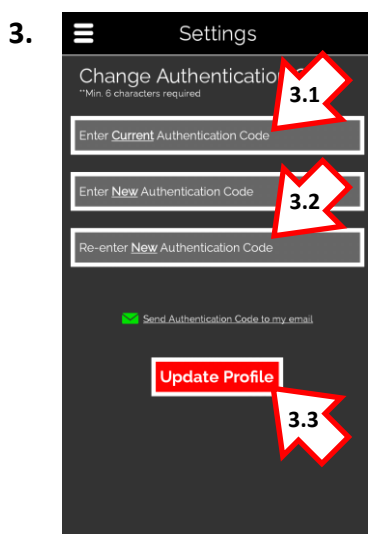 3.
Settings
Change Authentication
**Min. 6 characters required
3.1
Enter Current Authentication Code
Enter New Authentication Code
3.2
Re-enter New Authentication Code
Send Authentication Code to my email
Update Profile
3.3